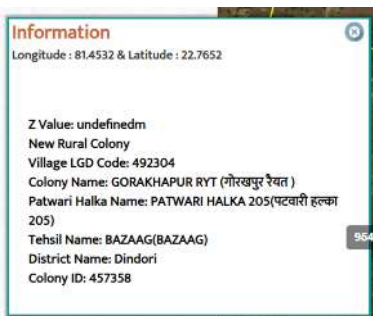 Information
Longitude : 81.4532 & Latitude : 22.7652
Z Value: undefinedm
New Rural Colony
Village LGD Code: 492304
Colony Name: GORAKHAPUR RYT (गोरखपुर रैयत )
Patwari Halka Name: PATWARI HALKA 205(पटवारी हल्का
205)
Tehsil Name: BAZAAG(BAZAAG)
954
District Name: Dindori
Colony ID: 457358